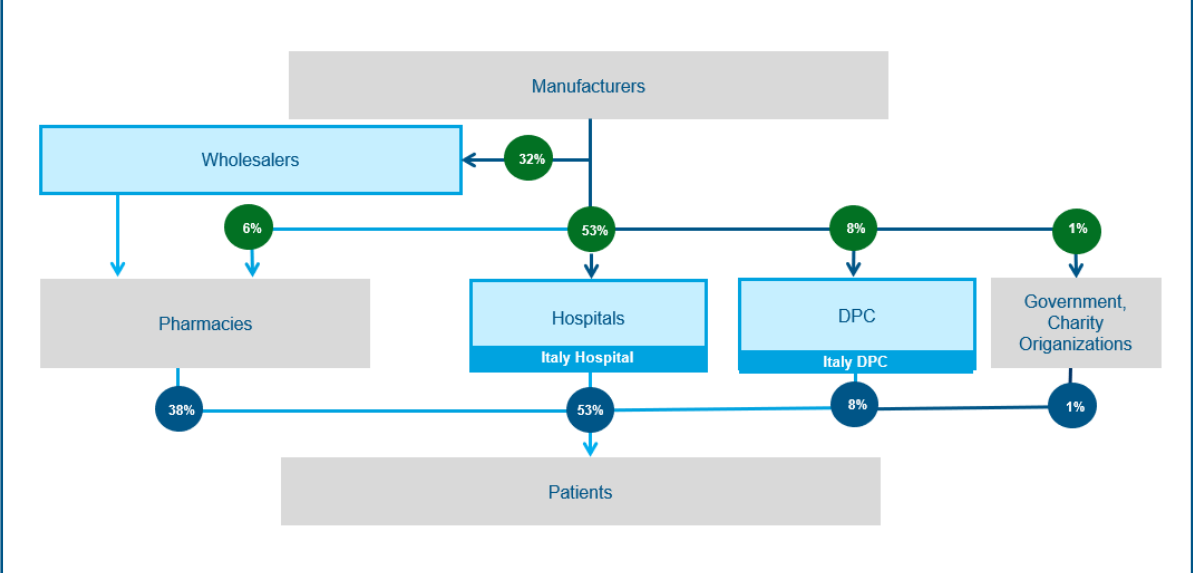 Manufacturers
Wholesalers
32%
6%
53%
8%
1%
Pharmacies
Hospitals
Italy Hospital
DPC
Italy DPC
Government,
Charity
Origanizations
38%
53%
8%
1%
Patients